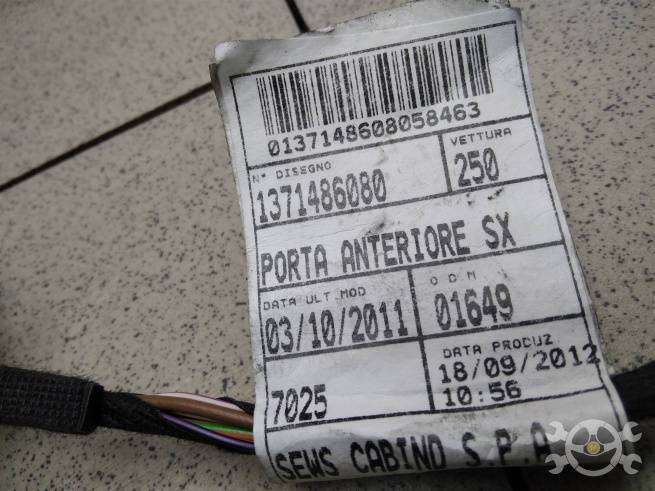 0137148608058463
N° DISEGNO
1371486080
VETTURA
250
PORTA ANTERIORE SX
DATA ULT.MOD
03/10/2011
O D M
01649
7025
DATA PRODUZ
18/09/2012
10:56
SEWS CABIND S.P.A